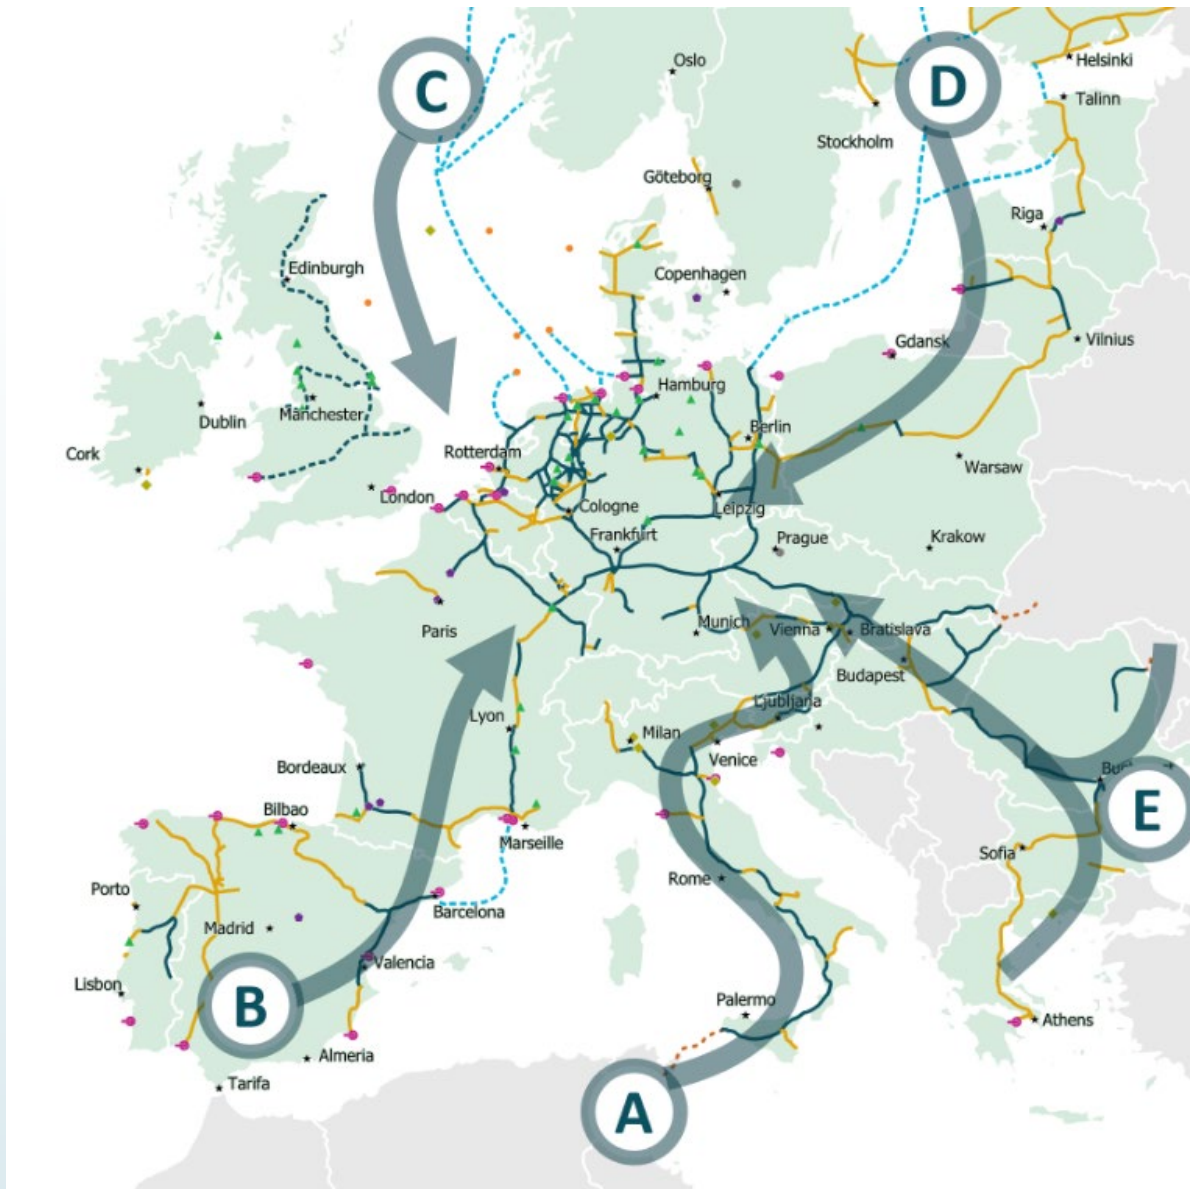 C
D
Oslo
Helsinki
Talinn
Stockholm
Göteborg
Riga
Edinburgh
Copenhagen
Vilnius
Gdansk
Hamburg
Manchester
Dublin
Berlin
Cork
Rotterdam
Warsaw
London
Cologne
Leipzig
Frankfurt
Prague
Krakow
Paris
Munich
Vienna
Bratislava
Budapest
Ljubljana
Lyon
Milan
Venice
Bordeaux
E
Bilbao
Marseille
Sofia
Porto
Rome
Barcelona
Madrid
Valencia
Lisbon
B
Palermo
Athens
Almeria
Tarifa
A